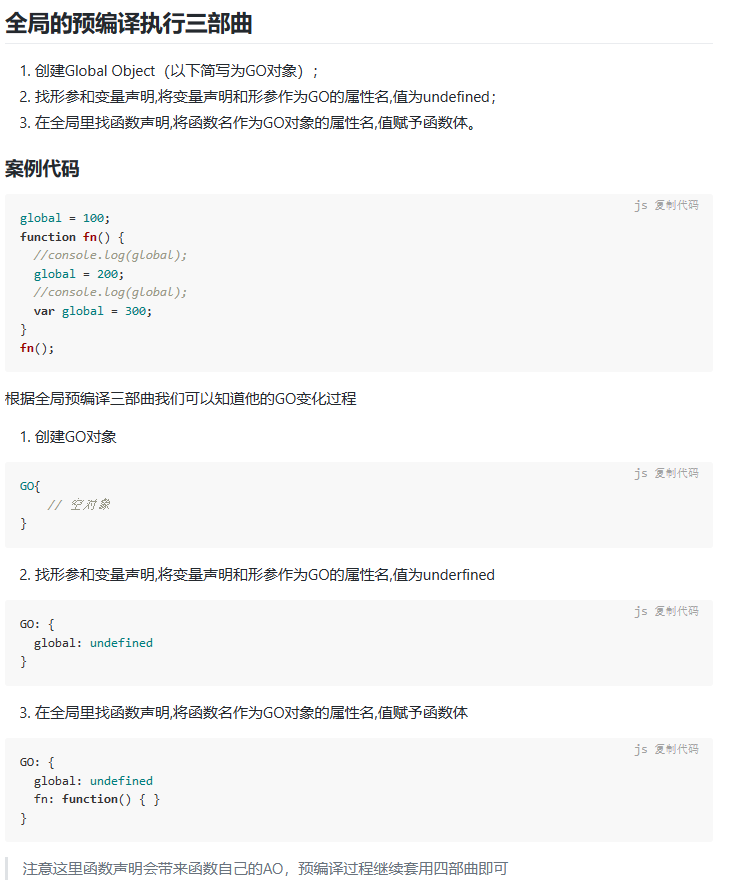 全局的预编译执行三部曲
1. 创建Global Object（以下简写为GO对象）;
2. 找形参和变量声明,将变量声明和形参作为GO的属性名,值为undefined;
3. 在全局里找函数声明,将函数名作为GO对象的属性名,值赋予函数体。
案例代码
js 复制代码
global = 100;
function fn() {
//console.log(global);
global = 200;
//console.log(global);
var global = 300;
}
fn();
根据全局预编译三部曲我们可以知道他的GO变化过程
1. 创建GO对象
js 复制代码
GO{
// 空对象
}
2. 找形参和变量声明,将变量声明和形参作为GO的属性名,值为underfined
js 复制代码
GO: {
global: undefined
}
3. 在全局里找函数声明,将函数名作为GO对象的属性名,值赋予函数体
js 复制代码
GO: {
global: undefined
fn: function() { }
}
注意这里函数声明会带来函数自己的AO，预编译过程继续套用四部曲即可